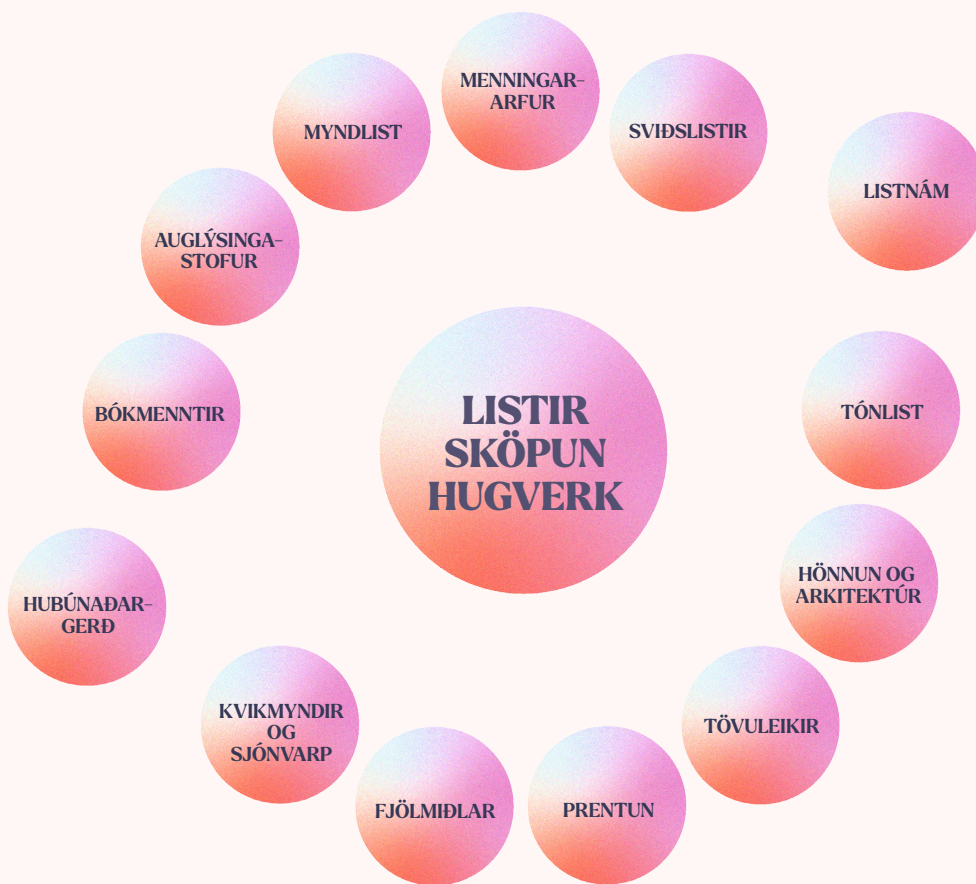 MENNINGAR-
ARFUR
MYNDLIST
SVIÐSLISTIR
LISTNÁM
AUGLÝSINGA-
STOFUR
LISTIR
SKÖPUN
HUGVERK
BÓKMENNTIR
TÓNLIST
HUBÚNAÐAR-
GERÐ
HÖNNUN OG
ARKITEKTÚR
KVIKMYNDIR
OG
SJÓNVARP
TÖVULEIKIR
FJÖLMIÐLAR
PRENTUN